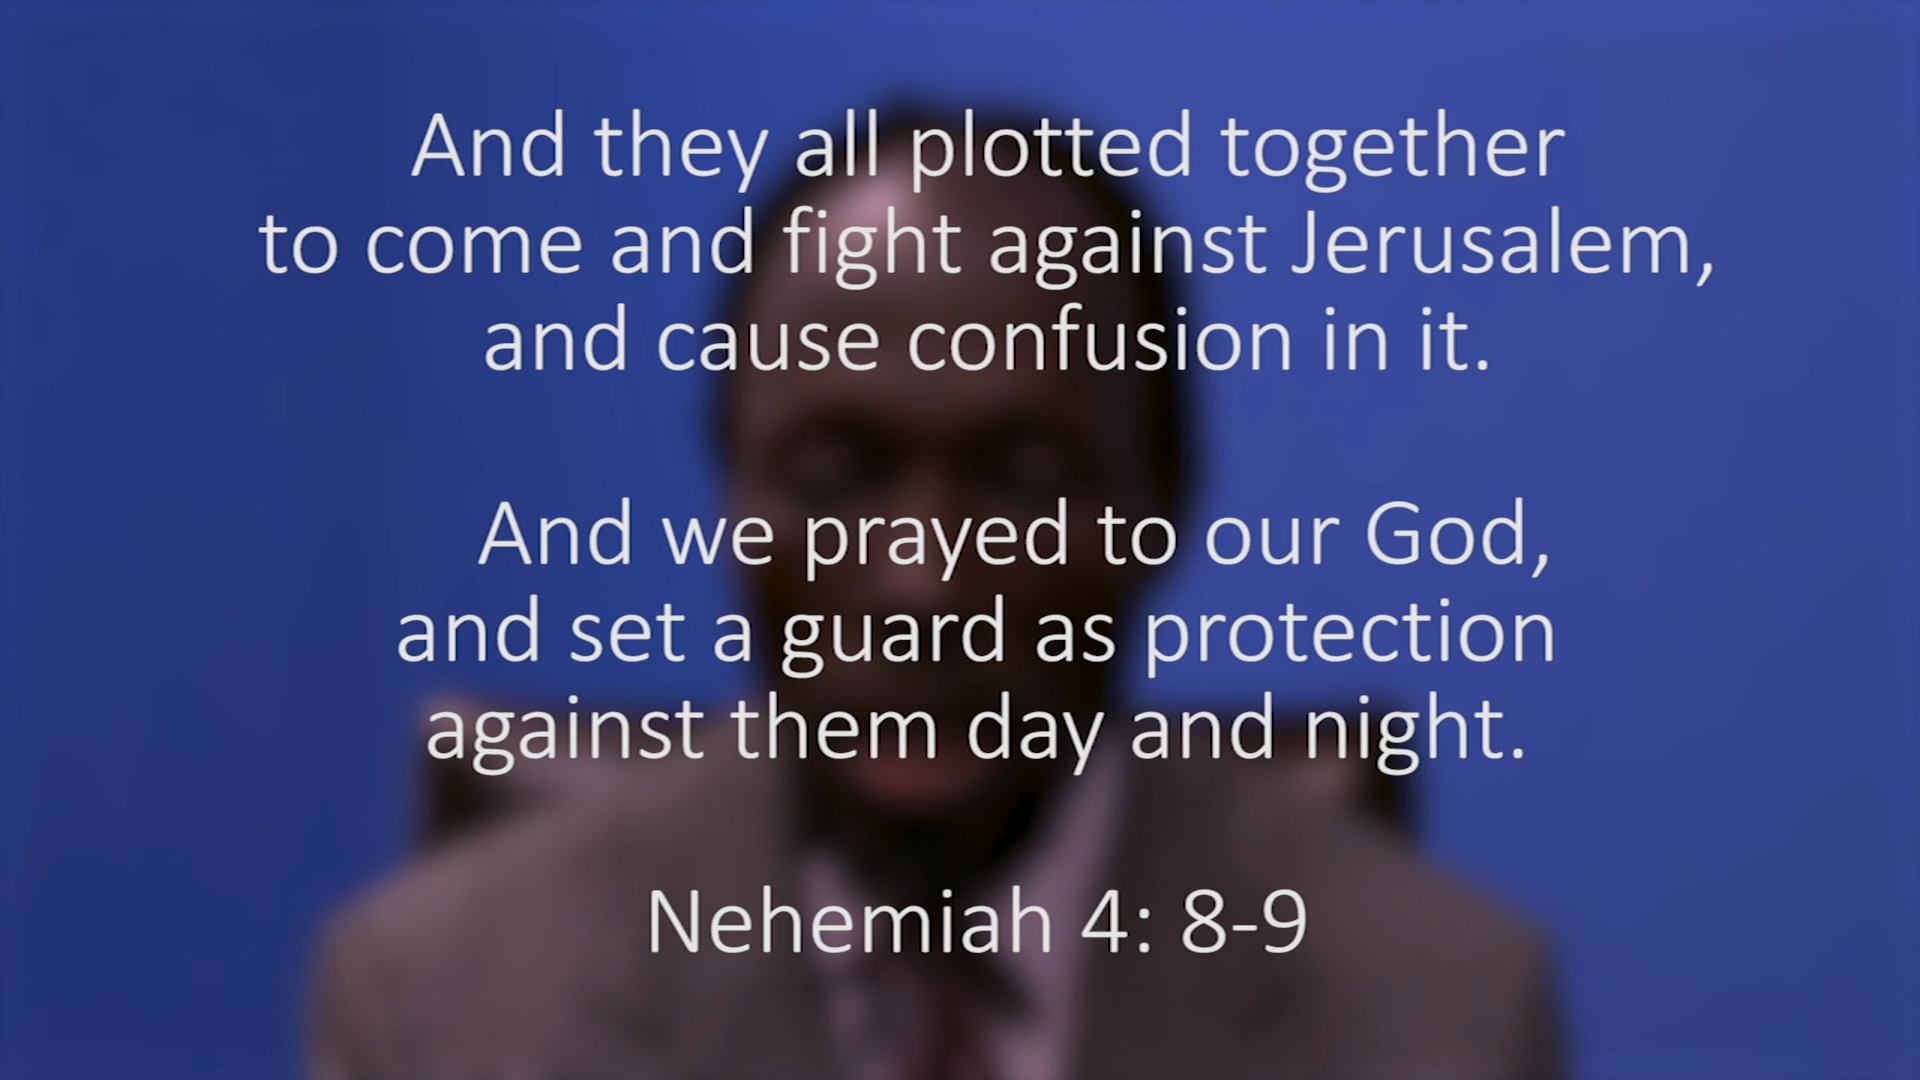 And they all plotted together
to come and fight against Jerusalem,
and cause confusion in it.
And we prayed to our God,
and set a guard as protection
against them day and night.
Nehemiah 4: 8-9